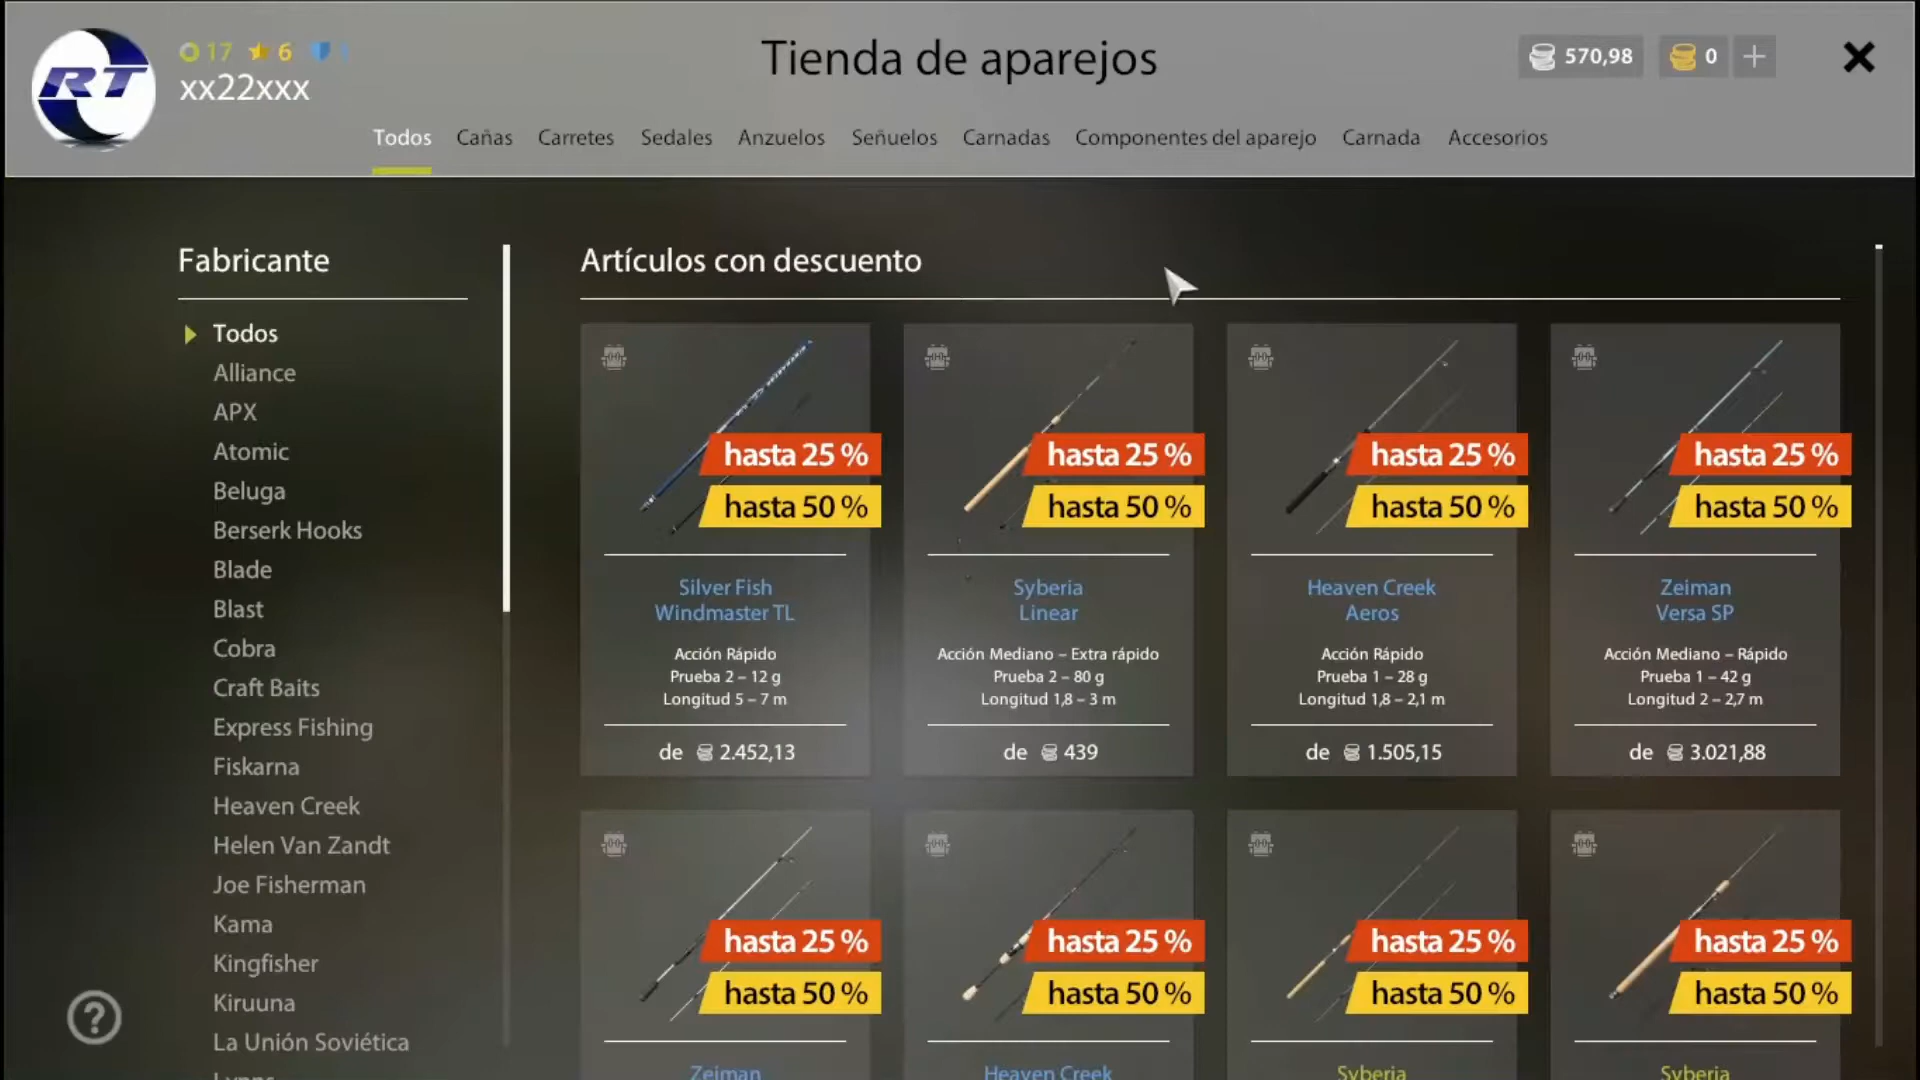 RT
17 6 1
xx22xxx
Tienda de aparejos
570,98 0 +
Todos Cañas Carretes Sedales Anzuelos Señuelos Carnadas Componentes del aparejo Carnada Accesorios
Fabricante
Todos
Alliance
APX
Atomic
Beluga
Berserk Hooks
Blade
Blast
Cobra
Craft Baits
Express Fishing
Fiskarna
Heaven Creek
Helen Van Zandt
Joe Fisherman
Kama
Kingfisher
Kiruuna
La Unión Soviética
?
Artículos con descuento
hasta 25 %
hasta 50 %
Silver Fish
Windmaster TL
Acción Rápido
Prueba 2 – 12 g
Longitud 5 – 7 m
de 2.452,13
hasta 25 %
hasta 50 %
Syberia
Linear
Acción Mediano – Extra rápido
Prueba 2 – 80 g
Longitud 1,8 – 3 m
de 439
hasta 25 %
hasta 50 %
Heaven Creek
Aeros
Acción Rápido
Prueba 1 – 28 g
Longitud 1,8 – 2,1 m
de 1.505,15
hasta 25 %
hasta 50 %
Zeiman
Versa SP
Acción Mediano – Rápido
Prueba 1 – 42 g
Longitud 2 – 2,7 m
de 3.021,88
hasta 25 %
hasta 50 %
Zeiman
hasta 25 %
hasta 50 %
Heaven Creek
hasta 25 %
hasta 50 %
Syberia
hasta 25 %
hasta 50 %
Syberia